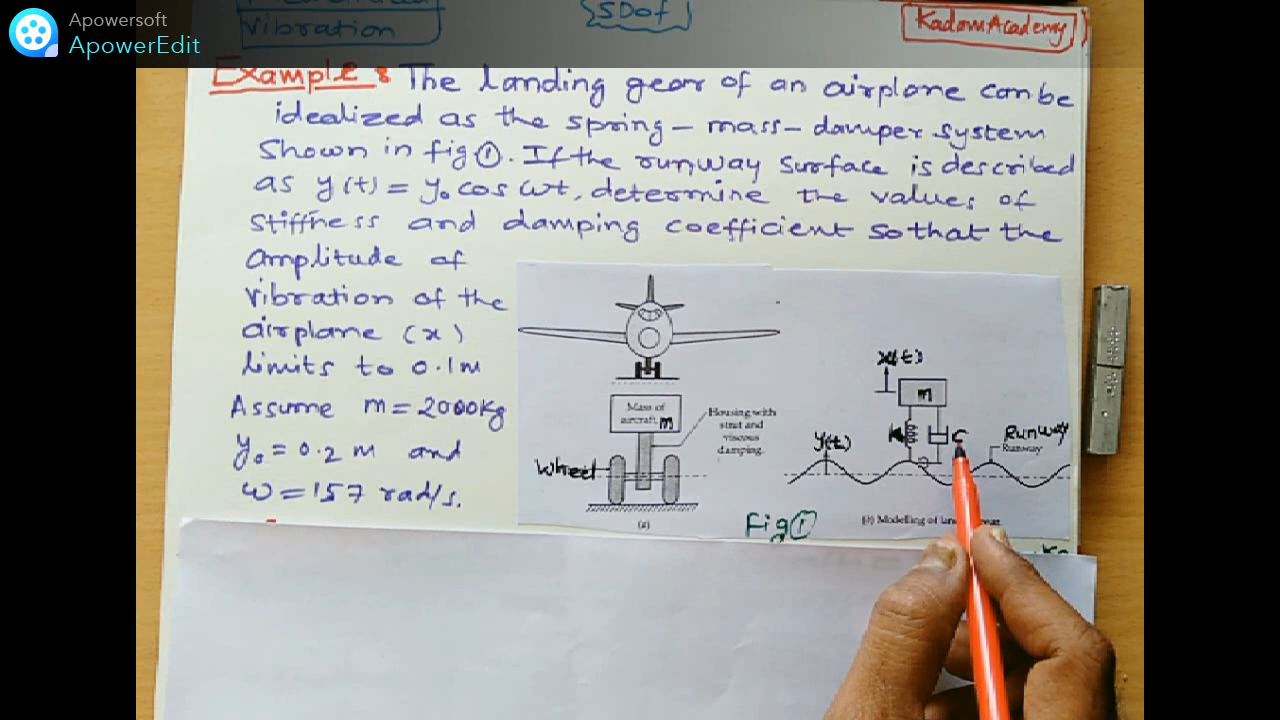 Apowersoft
ApowerEdit
Vibration
SDof
Kadam Academy
Example: The Landing gear of an airplane can be
idealized as the spring-mass-damper system
Shown in fig ①. If the runway surface is described
as y(t) = y₀ cos ωt, determine the values of
stiffness and damping coefficient so that the
amplitude of
vibration of the
airplane (x)
limits to 0.1m
Assume m = 2000kg
y₀ = 0.2 m and
ω = 157 rad/s.
Mass of
aircraft, m
Housing with
strut and
viscous
damping.
Wheel
(a)
Fig ①
X(t)
m
K
C
y(t)
Runway
Runway
(b) Modelling of